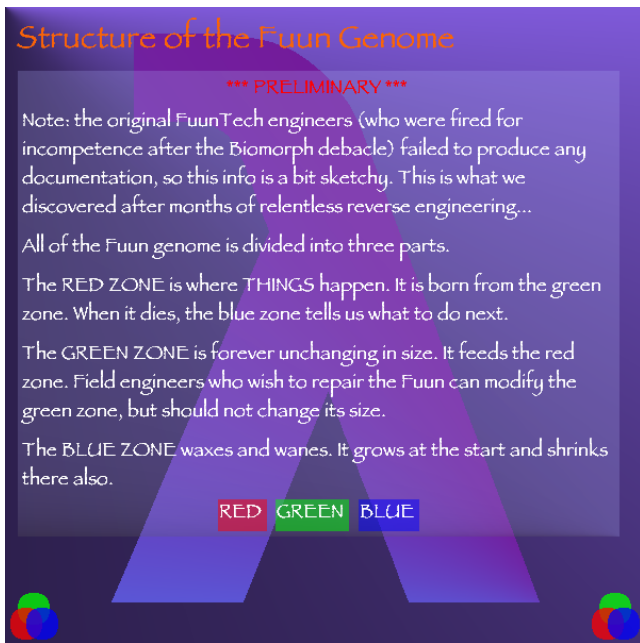 Structure of the Fuun Genome
*** PRELIMINARY ***
Note: the original FuunTech engineers (who were fired for
incompetence after the Biomorph debacle) failed to produce any
documentation, so this info is a bit sketchy. This is what we
discovered after months of relentless reverse engineering...
All of the Fuun genome is divided into three parts.
The RED ZONE is where THINGS happen. It is born from the green
zone. When it dies, the blue zone tells us what to do next.
The GREEN ZONE is forever unchanging in size. It feeds the red
zone. Field engineers who wish to repair the Fuun can modify the
green zone, but should not change its size.
The BLUE ZONE waxes and wanes. It grows at the start and shrinks
there also.
RED GREEN BLUE